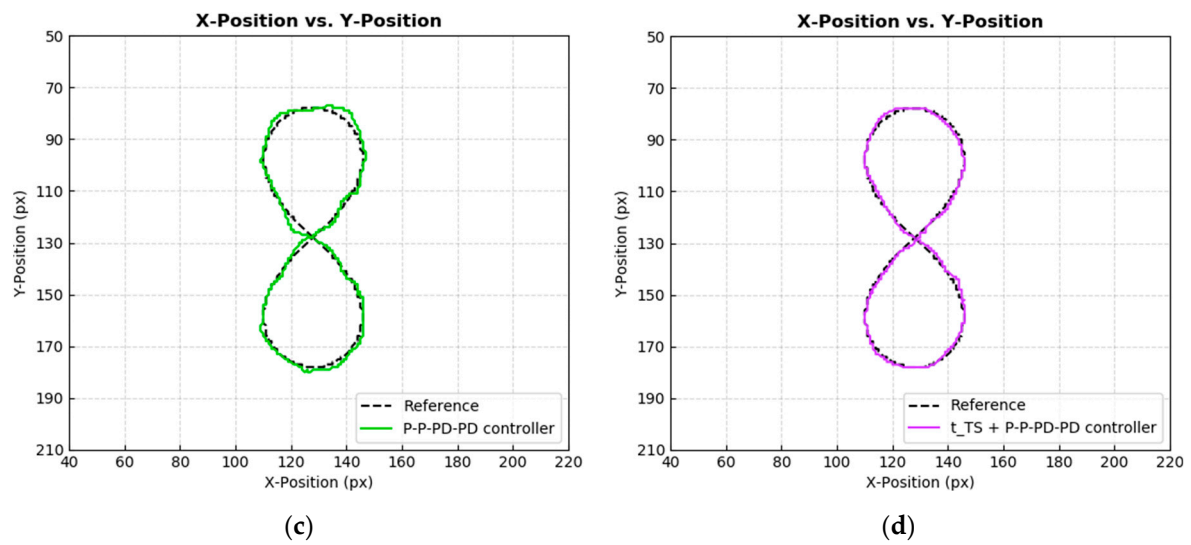 X-Position vs. Y-Position
50
70
90
110
130
150
170
190
210
Y-Position (px)
Reference
P-P-PD-PD controller
40 60 80 100 120 140 160 180 200 220
X-Position (px)
(c)
X-Position vs. Y-Position
50
70
90
110
130
150
170
190
210
Y-Position (px)
Reference
t_TS + P-P-PD-PD controller
40 60 80 100 120 140 160 180 200 220
X-Position (px)
(d)